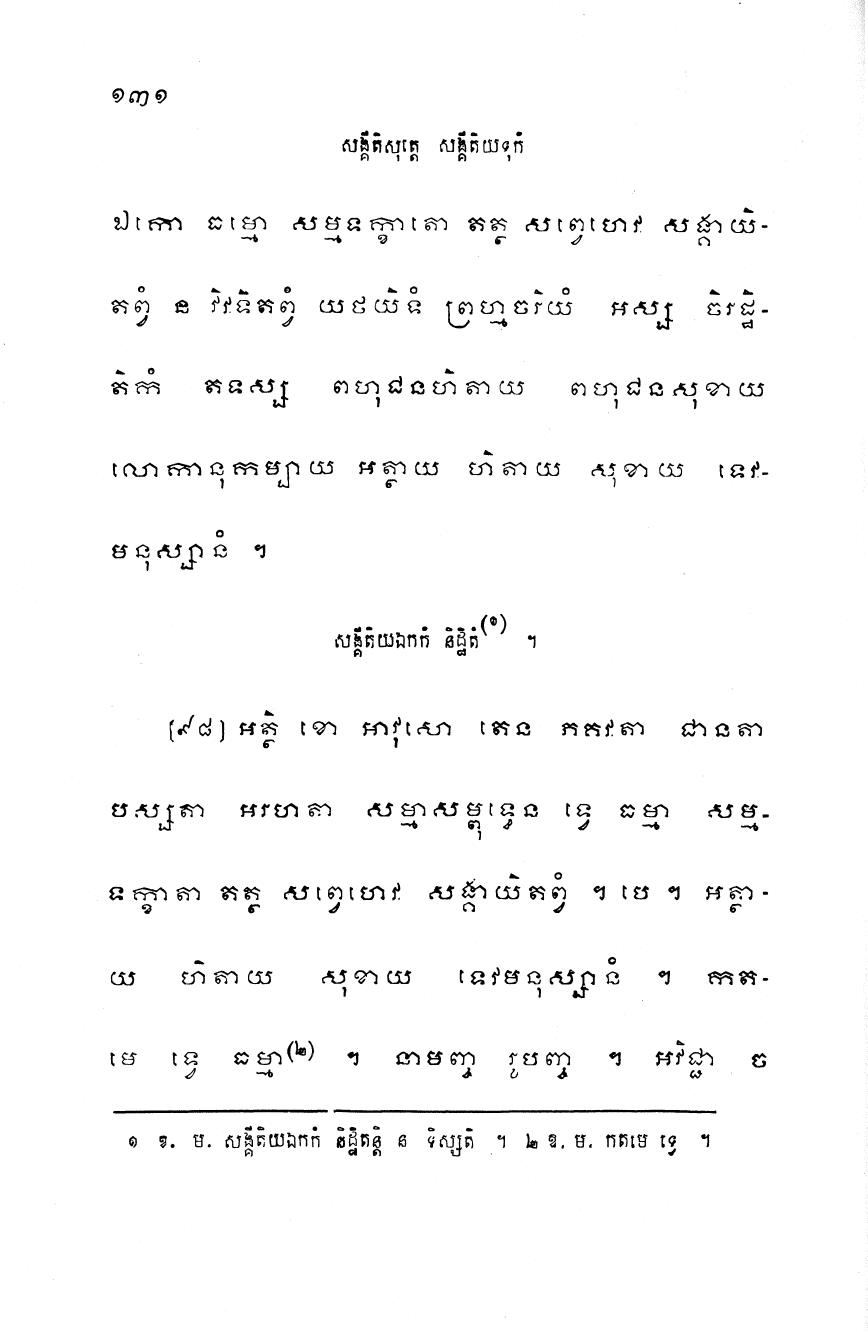 ១៣១
សង្គីតិសុត្តេ សង្គីតិយទុកំ
ឯកោ ធម្មោ សម្មទក្ខាតោ តត្ថ សព្វេហេវ សង្គាយិ-
តព្វំ ន វិវទិតព្វំ យថយិទំ ព្រហ្មចរិយំ អស្ស ចិរដ្ឋិ-
តិកំ តទស្ស ពហុជនហិតាយ ពហុជនសុខាយ
លោកានុកម្បាយ អត្ថាយ ហិតាយ សុខាយ ទេវ-
មនុស្សានំ ។
សង្គីតិយឯកកំ និដ្ឋិតំ(១) ។
[៩៨] អត្ថិ ខោ អាវុសោ តេន ភគវតា ជានតា
បស្សតា អរហតា សម្មាសម្ពុទ្ធេន ទ្វេ ធម្មា សម្ម-
ទក្ខាតា តត្ថ សព្វេហេវ សង្គាយិតព្វំ ។ បេ ។ អត្ថា-
យ ហិតាយ សុខាយ ទេវមនុស្សានំ ។ កត-
មេ ទ្វេ ធម្មា(២) ។ នាមញ្ច រូបញ្ច ។ អវិជ្ជា ច
១ ឱ. ម. សង្គីតិយឯកកំ និដ្ឋិតន្តិ ន ទិស្សតិ ។ ២ ឱ. ម. កតមេ ទ្វេ ។